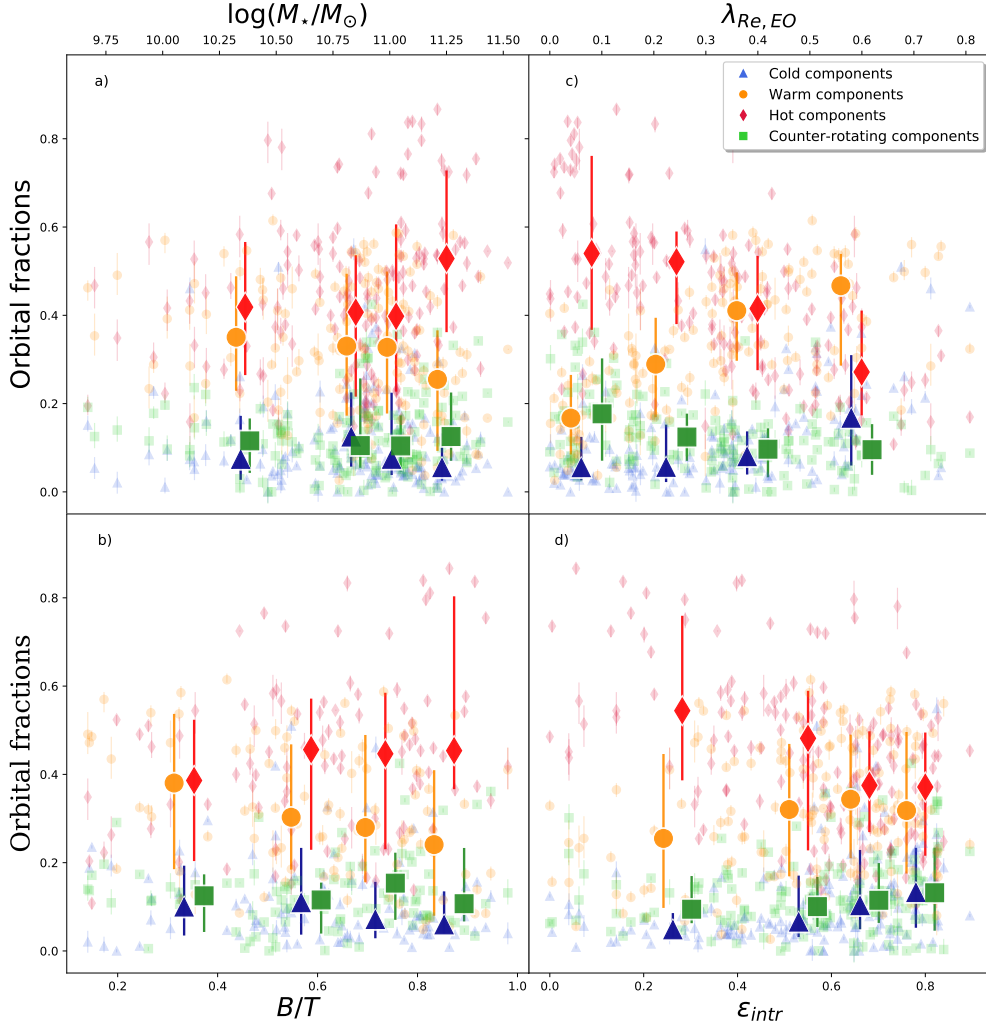 log(M⋆/M⊙)
λRe,EO
9.75 10.00 10.25 10.50 10.75 11.00 11.25 11.50
0.0 0.1 0.2 0.3 0.4 0.5 0.6 0.7 0.8
a)
c)
Cold components
Warm components
Hot components
Counter-rotating components
Orbital fractions
0.8
0.6
0.4
0.2
0.0
b)
d)
Orbital fractions
0.8
0.6
0.4
0.2
0.0
0.2 0.4 0.6 0.8 1.0
0.0 0.2 0.4 0.6 0.8
B/T
εintr